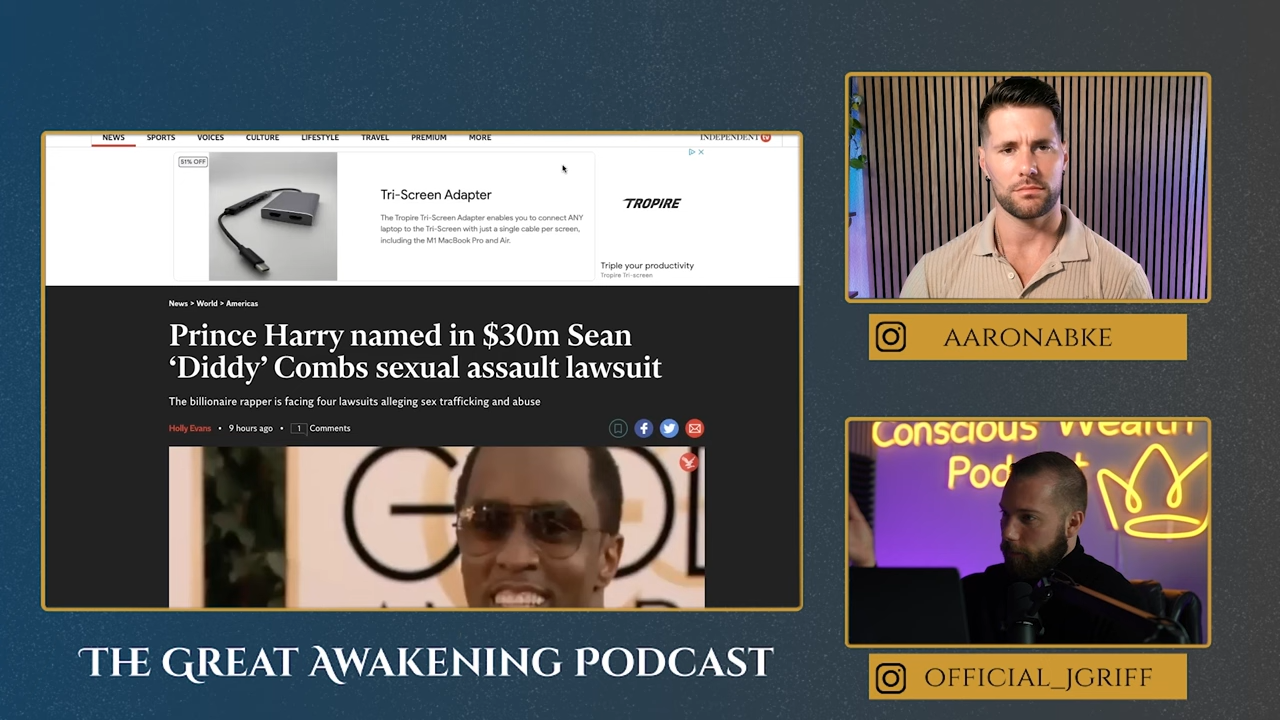 NEWS SPORTS VOICES CULTURE LIFESTYLE TRAVEL PREMIUM MORE INDEPENDENT tv
51% OFF
Tri-Screen Adapter
The Tropire Tri-Screen Adapter enables you to connect ANY
laptop to the Tri-Screen with just a single cable per screen,
including the M1 MacBook Pro and Air.
TROPIRE
Triple your productivity
Tropire Tri-screen
News > World > Americas
Prince Harry named in $30m Sean
‘Diddy’ Combs sexual assault lawsuit
The billionaire rapper is facing four lawsuits alleging sex trafficking and abuse
Holly Evans • 9 hours ago • 1 Comments
GOL
THE GREAT AWAKENING PODCAST
AARONABKE
Conscious Wealth
Podcast
OFFICIAL_JGRIFF